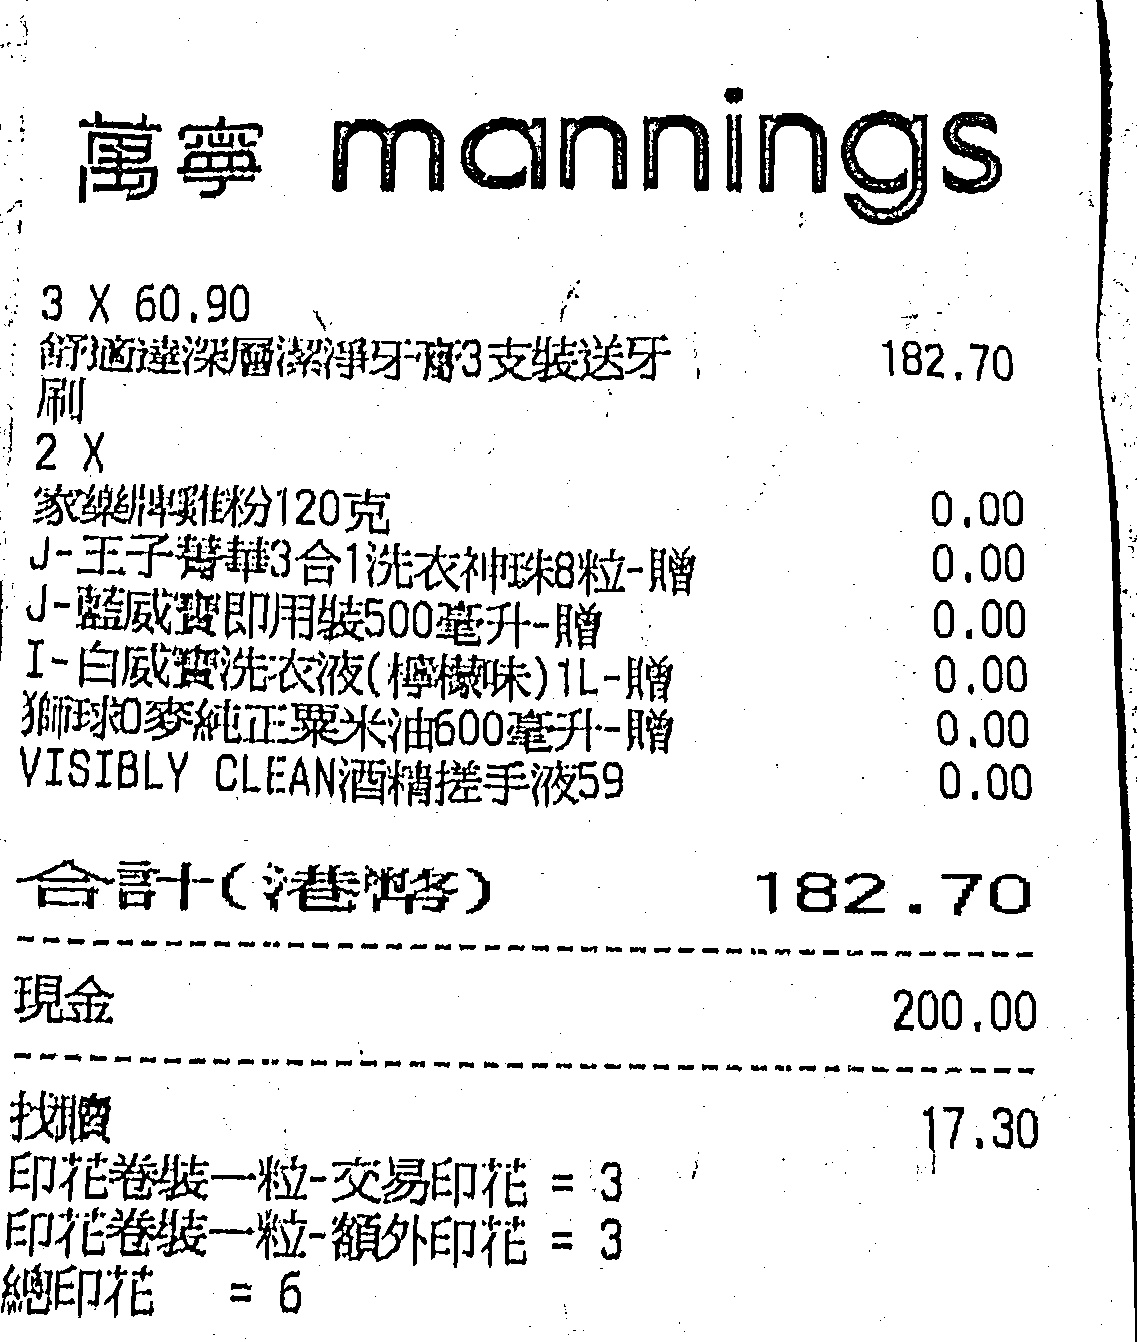 萬寧 mannings
3 X 60.90
舒適達深層潔淨牙膏3支裝送牙 182.70
刷
2 X
家樂牌雞粉120克 0.00
J-王子菁華3合1洗衣神珠8粒-贈 0.00
J-藍威寶即用裝500毫升-贈 0.00
I-白威寶洗衣液(檸檬味)1L-贈 0.00
獅球0麥純正粟米油600毫升-贈 0.00
VISIBLY CLEAN酒精搓手液59 0.00
合計(港幣) 182.70
現金 200.00
找贖 17.30
印花卷裝一粒-交易印花 = 3
印花卷裝一粒-額外印花 = 3
總印花 = 6